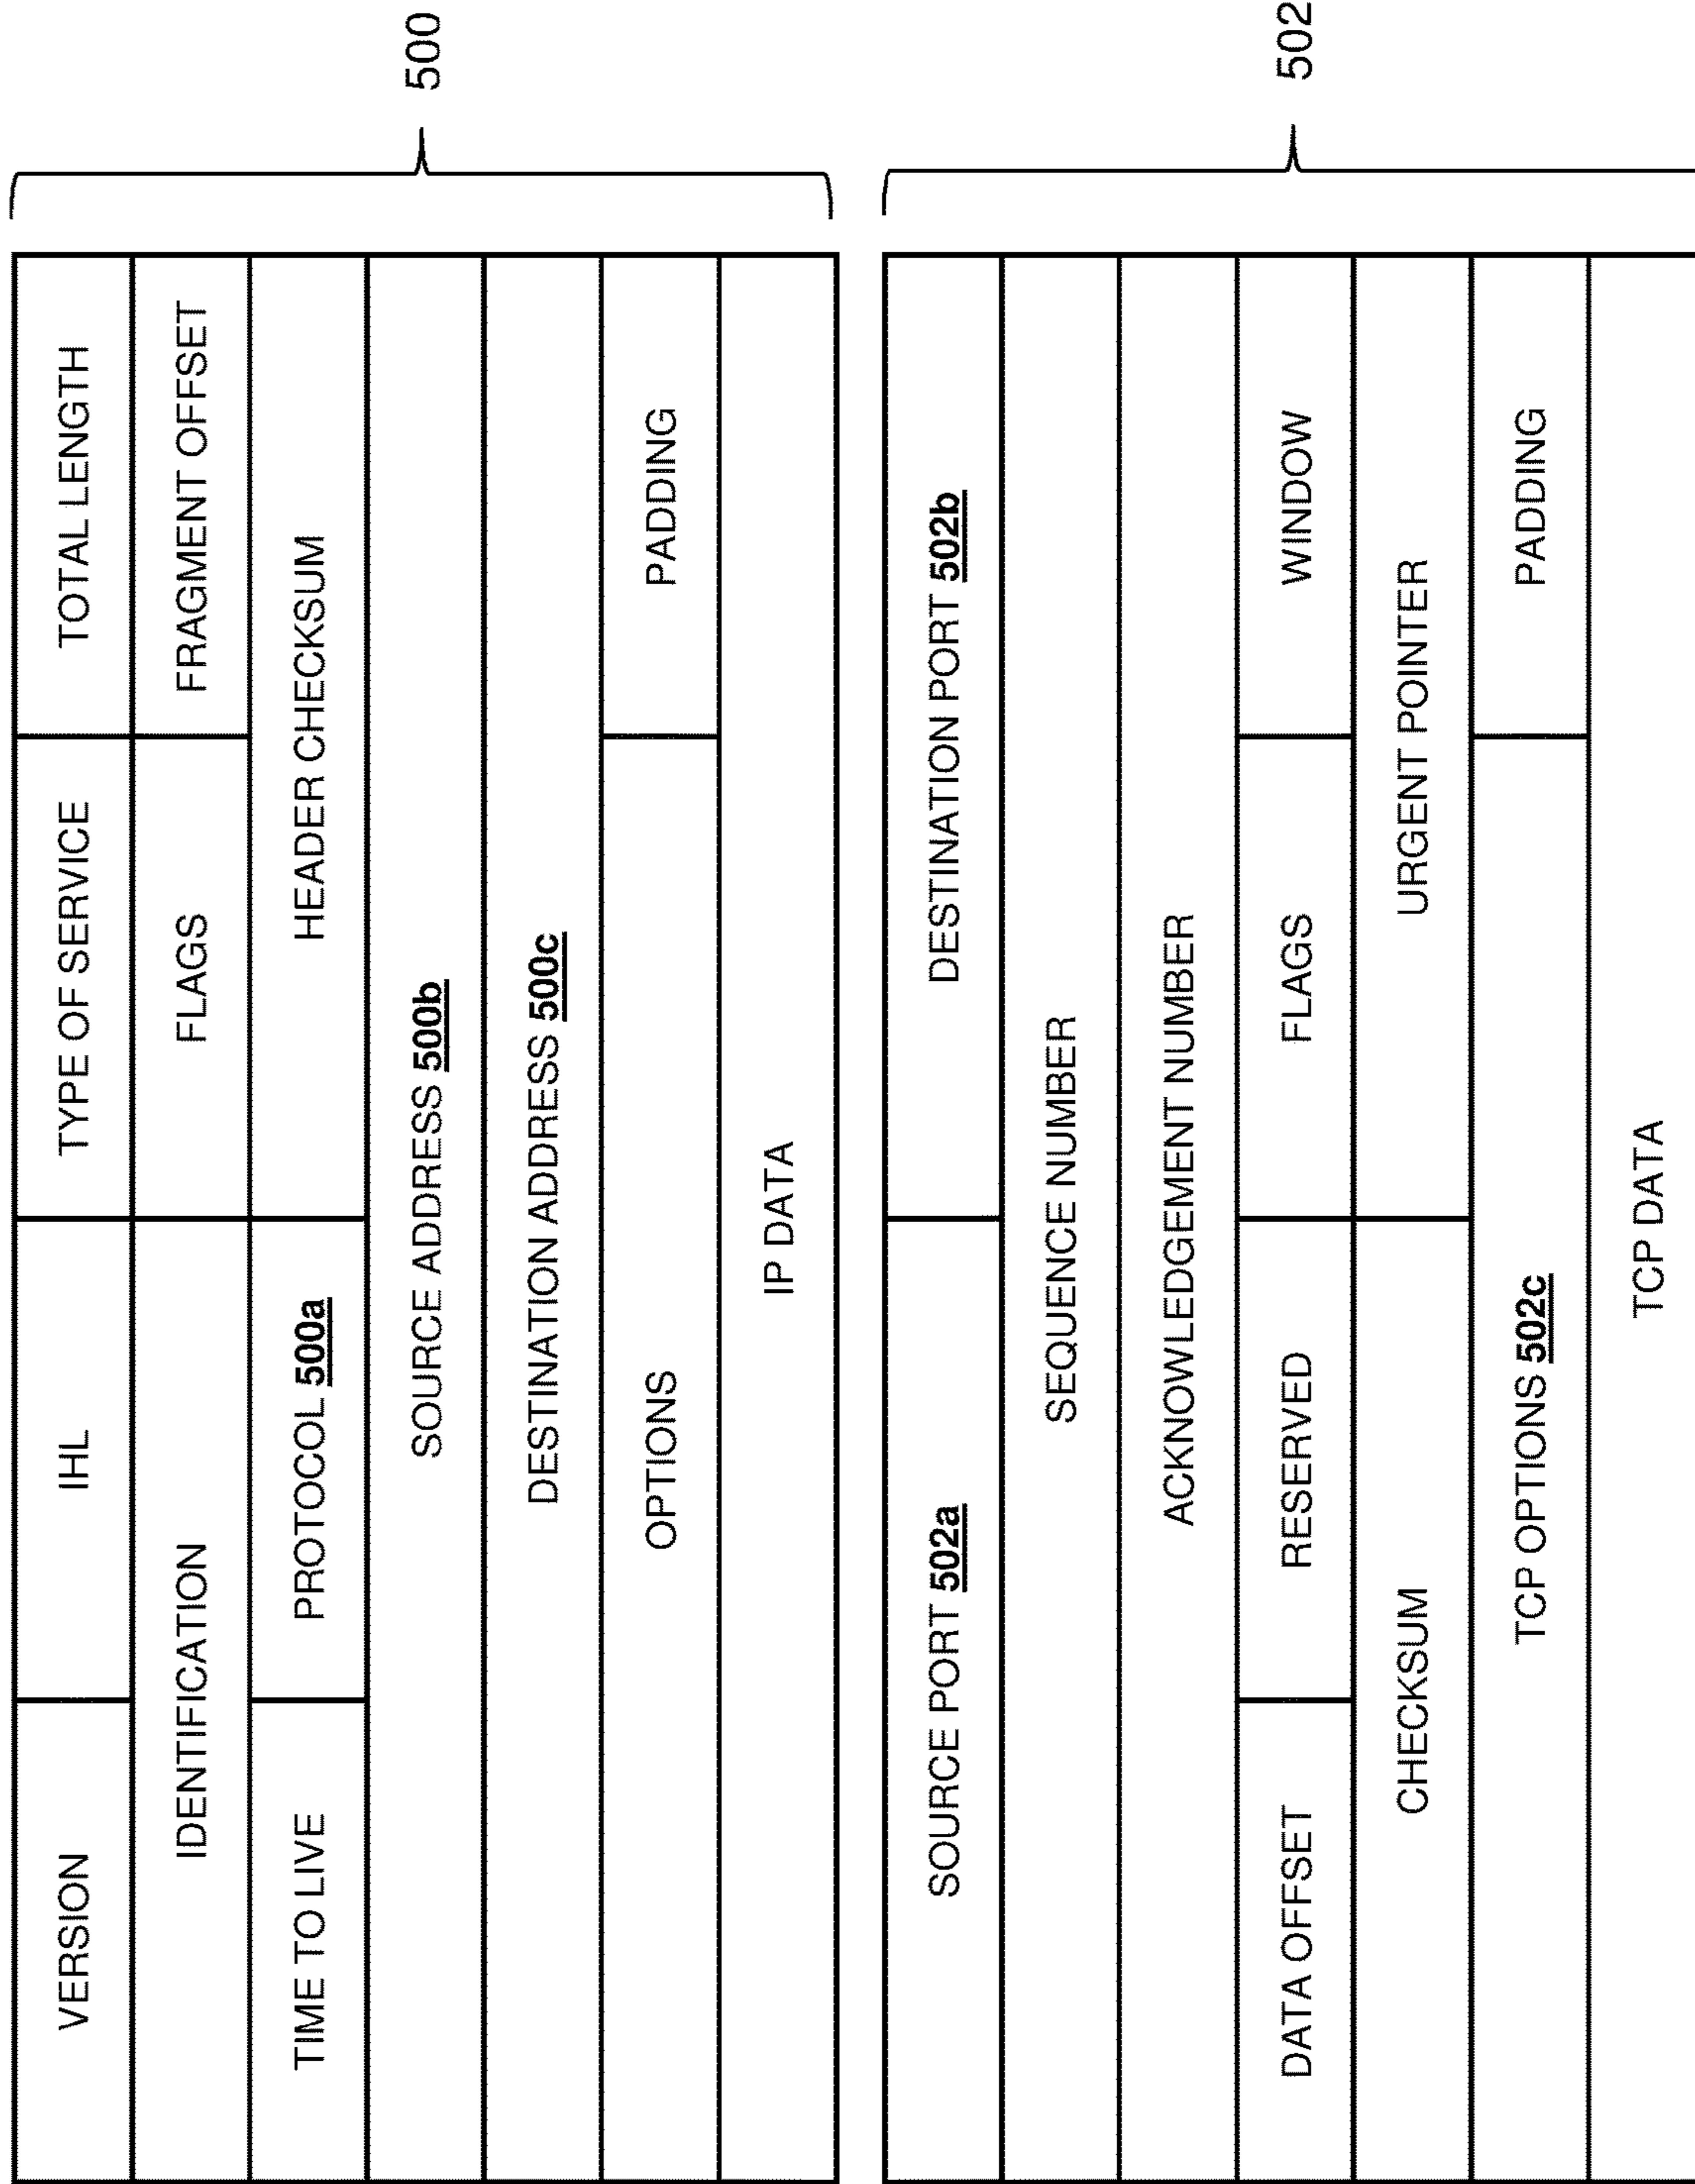 VERSION IHL TYPE OF SERVICE TOTAL LENGTH
IDENTIFICATION FLAGS FRAGMENT OFFSET
TIME TO LIVE PROTOCOL 500a HEADER CHECKSUM
SOURCE ADDRESS 500b
DESTINATION ADDRESS 500c
OPTIONS PADDING
IP DATA
500
SOURCE PORT 502a DESTINATION PORT 502b
SEQUENCE NUMBER
ACKNOWLEDGEMENT NUMBER
DATA OFFSET RESERVED FLAGS WINDOW
CHECKSUM URGENT POINTER
TCP OPTIONS 502c PADDING
TCP DATA
502